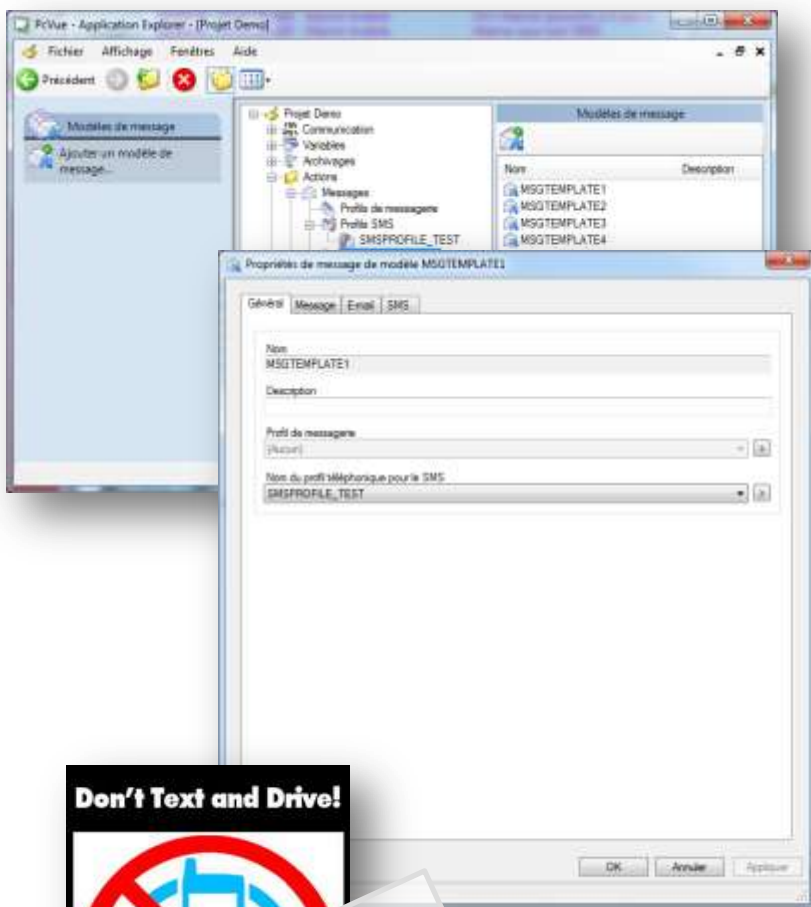 PcVue - Application Explorer - [Projet Demo]
Fichier Affichage Fenêtres Aide
Précédent
Modèles de message
Ajouter un modèle de
message...
Projet Demo
Communication
Variables
Archivages
Actions
Messages
Profils de messagerie
Profils SMS
SMSPROFILE_TEST
Modèles de message
Nom Description
MSGTEMPLATE1
MSGTEMPLATE2
MSGTEMPLATE3
MSGTEMPLATE4
Propriétés de message de modèle MSGTEMPLATE1
Général Message Email SMS
Nom
MSGTEMPLATE1
Description
Profil de messagerie
(Aucun)
Nom du profil téléphonique pour le SMS
SMSPROFILE_TEST
OK Annuler Appliquer
Don't Text and Drive!